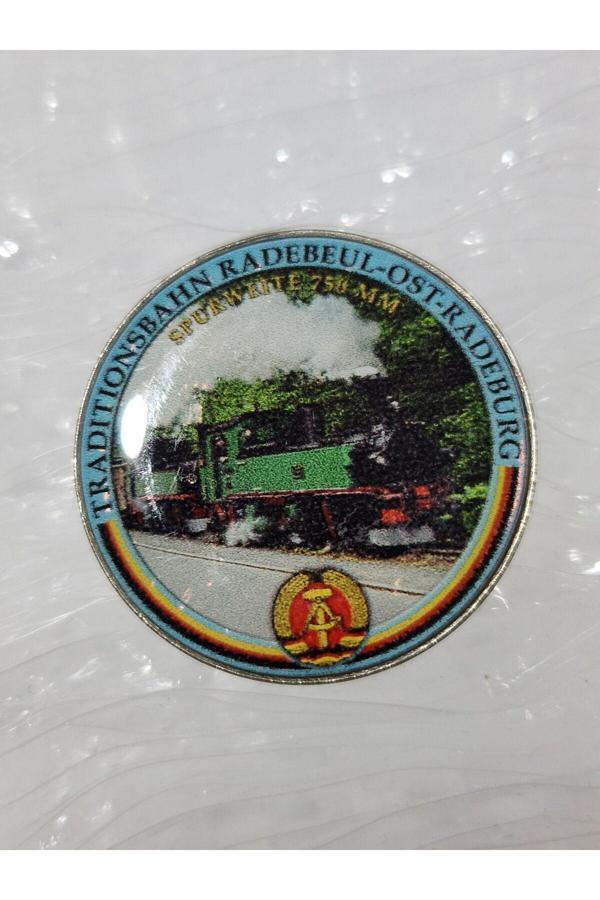 TRADITIONSBAHN RADEBEUL-OST-RADEBURG
SPURWEITE 750 MM